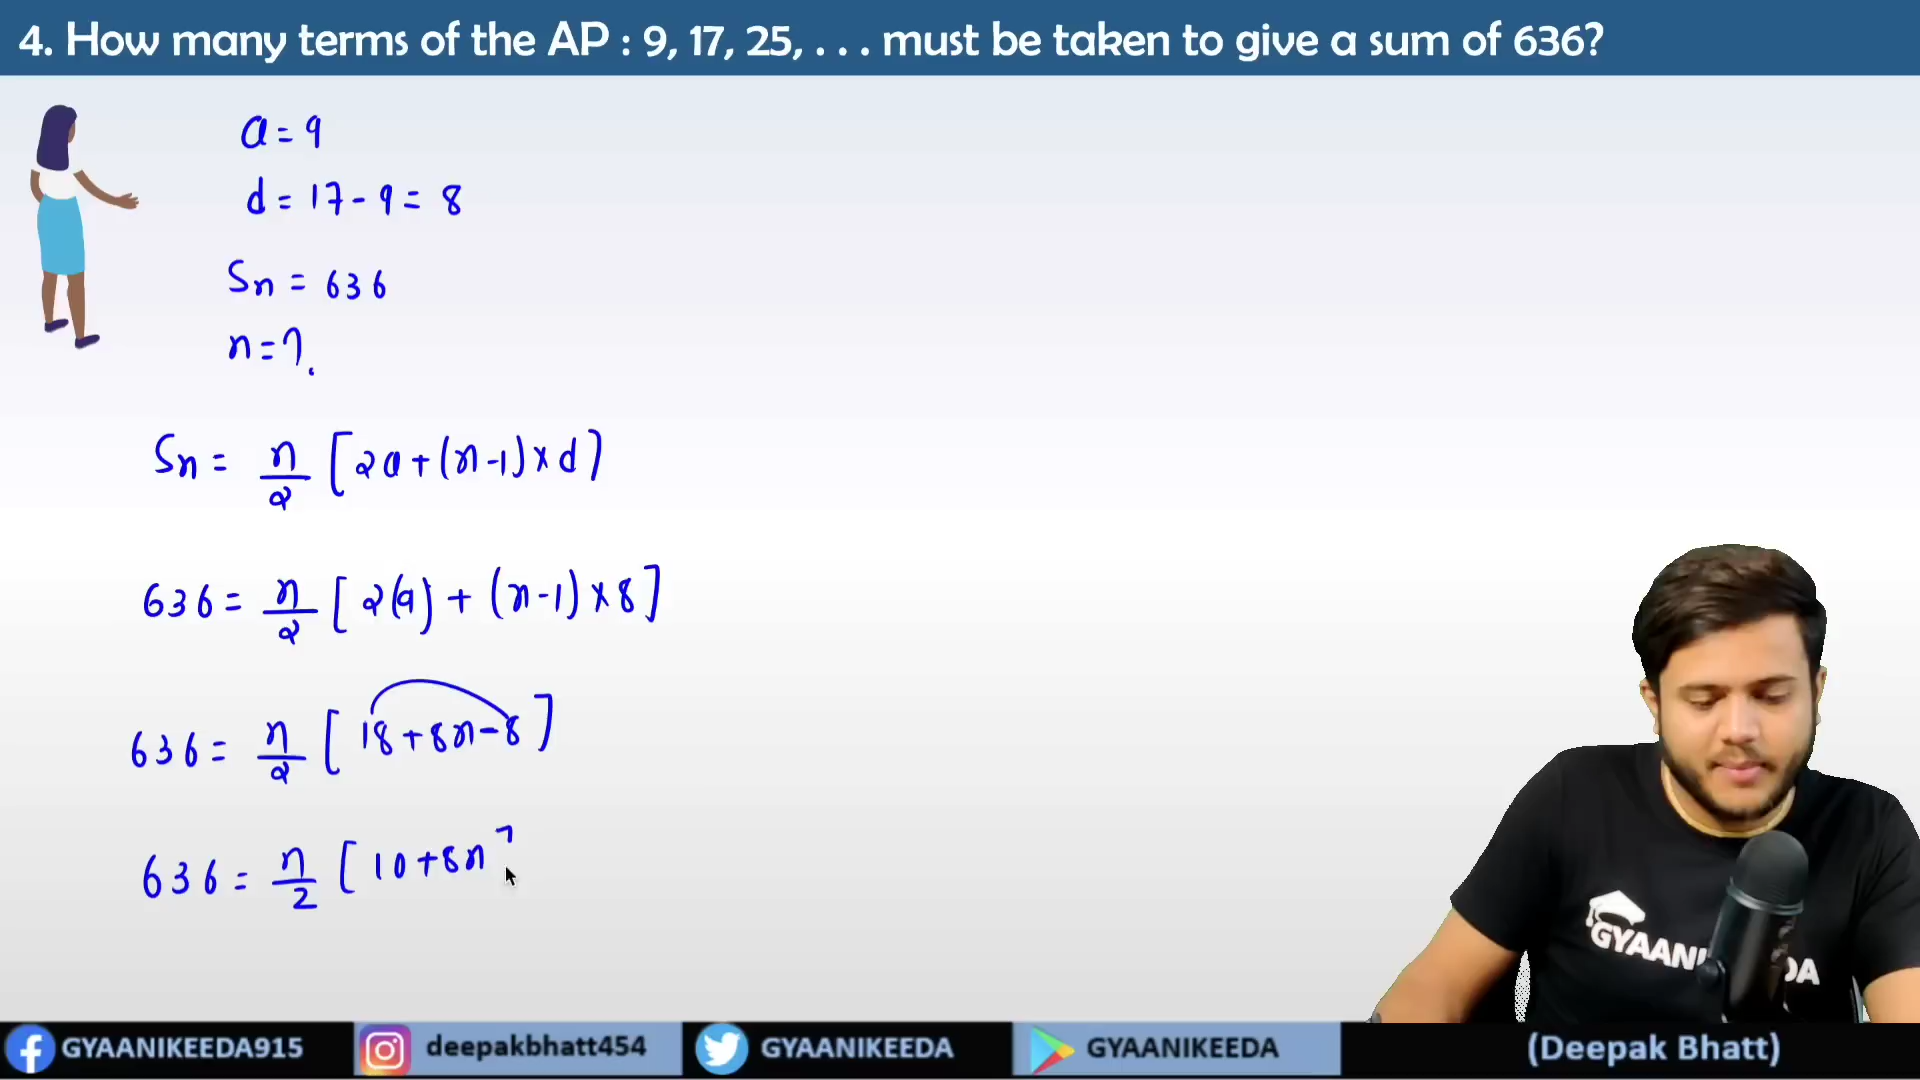 4. How many terms of the AP : 9, 17, 25, . . . must be taken to give a sum of 636?
a = 9
d = 17 - 9 = 8
Sn = 636
n = ?
Sn = n/2 [2a + (n-1) × d]
636 = n/2 [2(9) + (n-1) × 8]
636 = n/2 [18 + 8n - 8]
636 = n/2 [10 + 8n
GYAANI
DA
GYAANIKEEDA915
deepakbhatt454
GYAANIKEEDA
GYAANIKEEDA
(Deepak Bhatt)